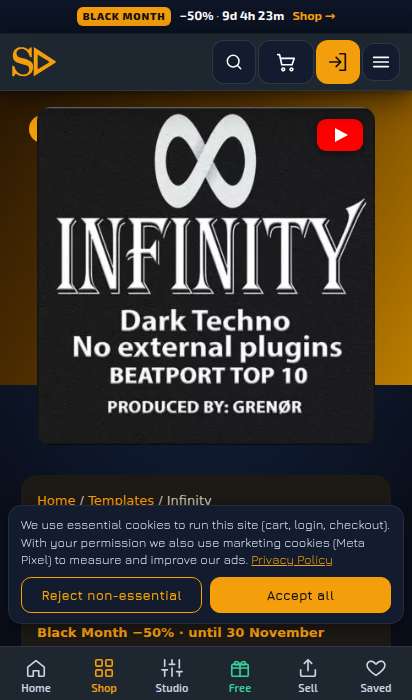 BLACK MONTH −50% · 9d 4h 23m Shop →
S
INFINITY
Dark Techno
No external plugins
BEATPORT TOP 10
PRODUCED BY: GRENØR
Home / Templates / Infinity
We use essential cookies to run this site (cart, login, checkout).
With your permission we also use marketing cookies (Meta
Pixel) to measure and improve our ads. Privacy Policy
Reject non-essential Accept all
Black Month −50% · until 30 November
Home Shop Studio Free Sell Saved